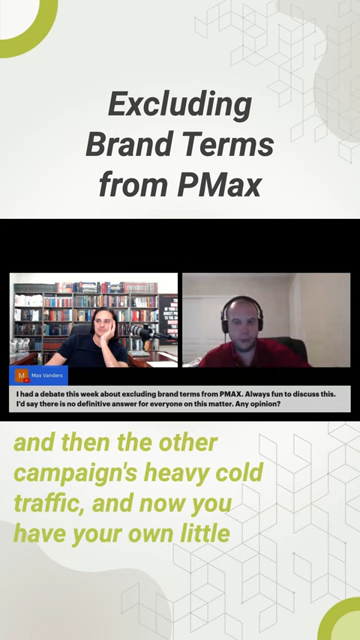 Excluding
Brand Terms
from PMax
M Max Vanders
I had a debate this week about excluding brand terms from PMAX. Always fun to discuss this.
I'd say there is no definitive answer for everyone on this matter. Any opinion?
and then the other
campaign's heavy cold
traffic, and now you
have your own little